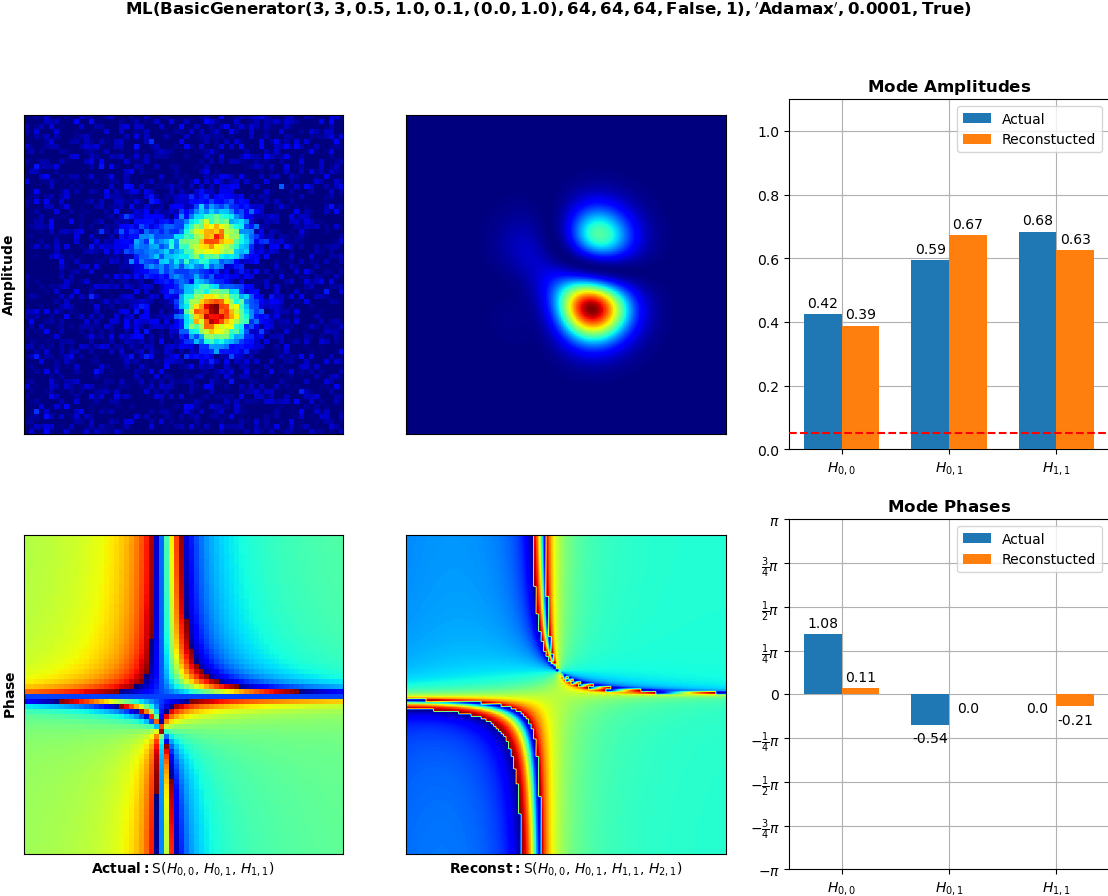 ML(BasicGenerator(3, 3, 0.5, 1.0, 0.1, (0.0, 1.0), 64, 64, 64, False, 1), ′Adamax′, 0.0001, True)
Amplitude
Mode Amplitudes
Actual
Reconstucted
1.0
0.8
0.6
0.4
0.2
0.0
0.42
0.39
0.59
0.67
0.68
0.63
H0,0
H0,1
H1,1
Phase
Actual: S(H0,0, H0,1, H1,1)
Reconst: S(H0,0, H0,1, H1,1, H2,1)
Mode Phases
Actual
Reconstucted
π
3/4π
1/2π
1/4π
0
−1/4π
−1/2π
−3/4π
−π
1.08
0.11
-0.54
0.0
0.0
-0.21
H0,0
H0,1
H1,1